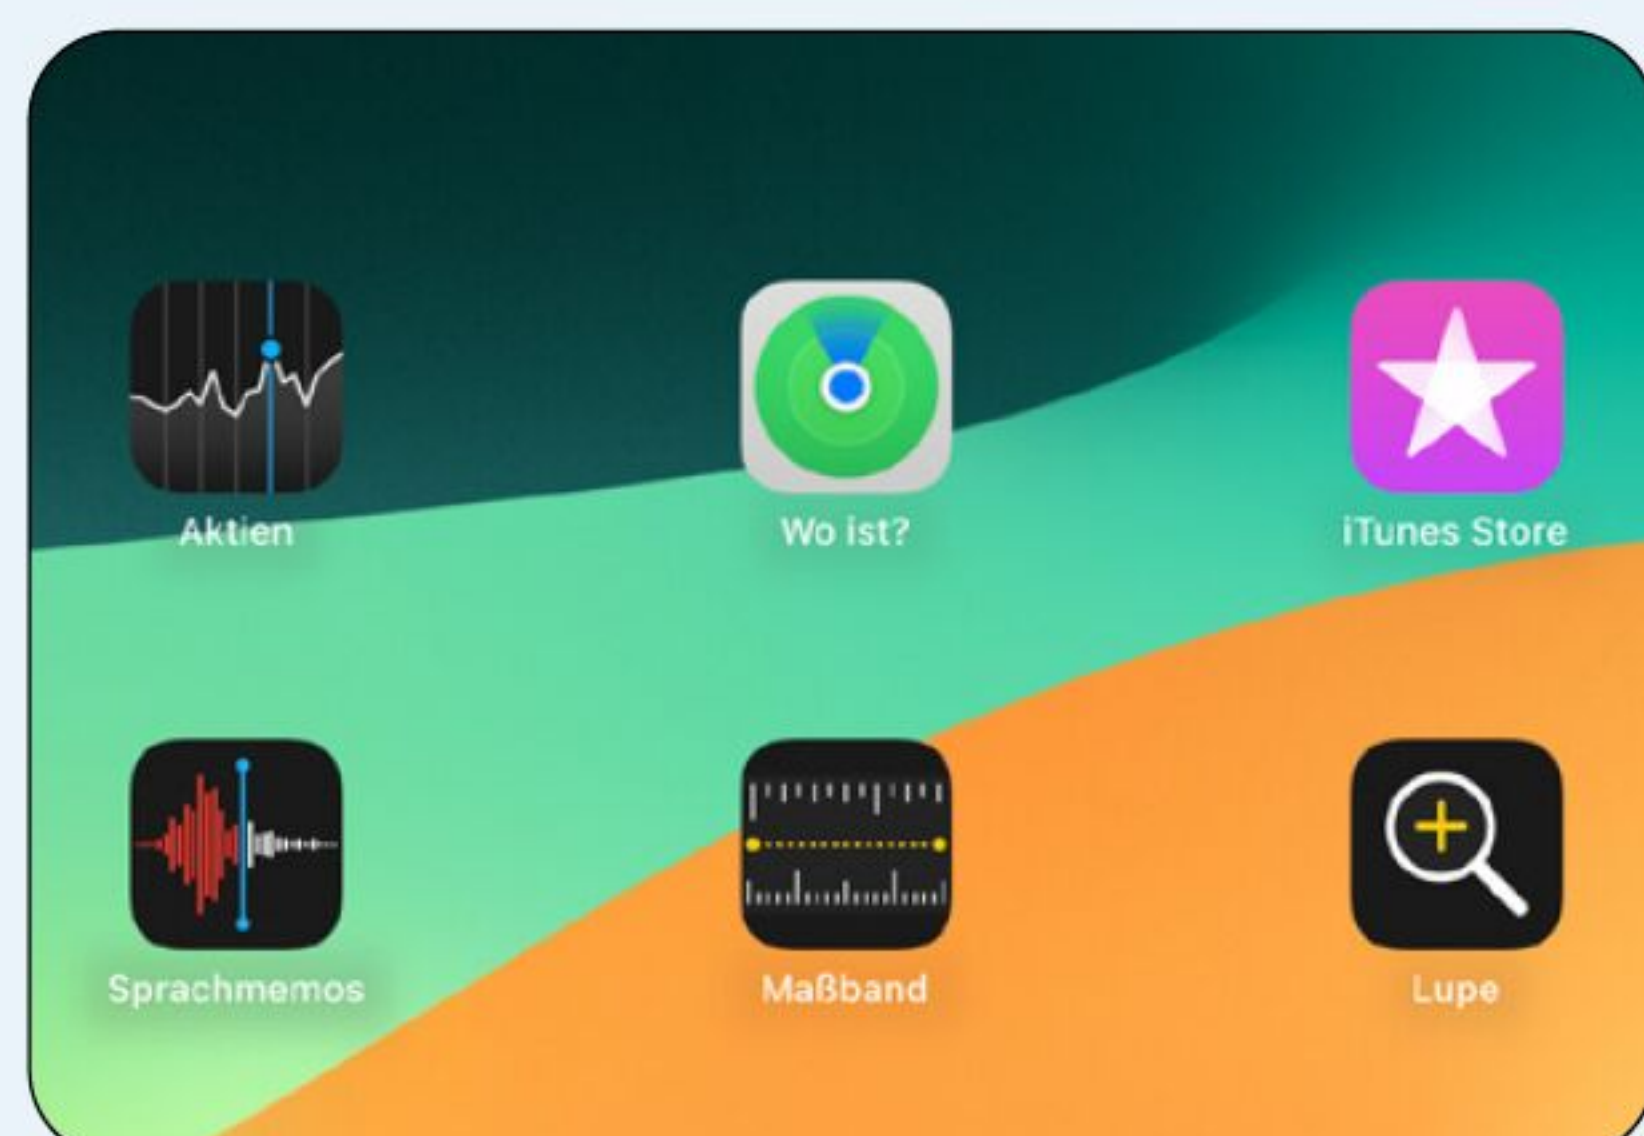 Aktien
Wo ist?
iTunes Store
Sprachmemos
Maßband
Lupe